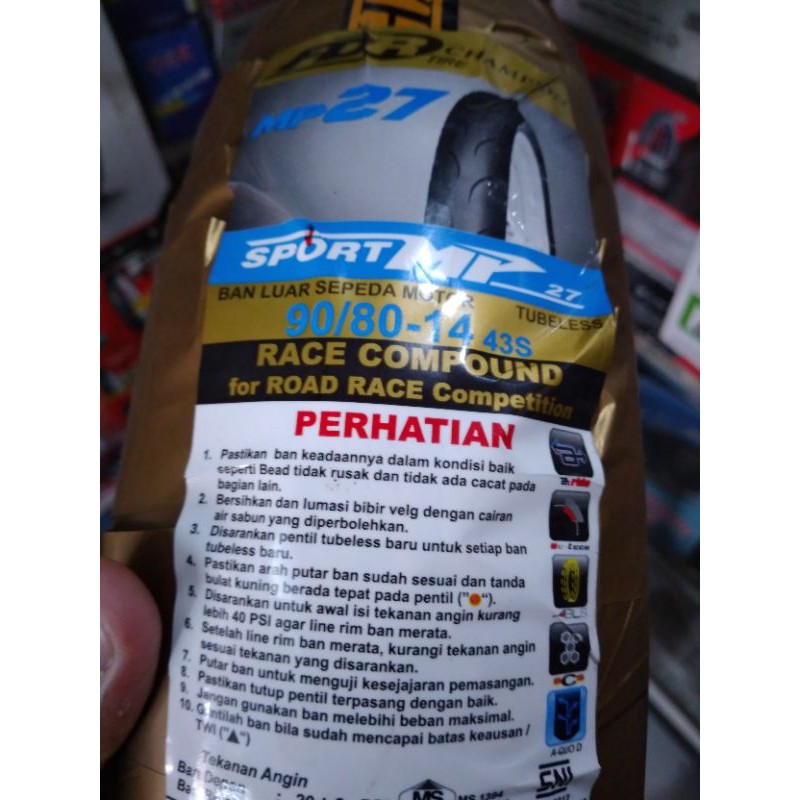 FDR CHAMPION
TIRE
MP27
SPORT MP 27
BAN LUAR SEPEDA MOTOR TUBELESS
90/80-14 43S
RACE COMPOUND
for ROAD RACE Competition
PERHATIAN
1. Pastikan ban keadaannya dalam kondisi baik
seperti Bead tidak rusak dan tidak ada cacat pada
bagian lain.
2. Bersihkan dan lumasi bibir velg dengan cairan
air sabun yang diperbolehkan.
3. Disarankan pentil tubeless baru untuk setiap ban
tubeless baru.
4. Pastikan arah putar ban sudah sesuai dan tanda
bulat kuning berada tepat pada pentil ("●").
5. Disarankan untuk awal isi tekanan angin kurang
lebih 40 PSI agar line rim ban merata.
6. Setelah line rim ban merata, kurangi tekanan angin
sesuai tekanan yang disarankan.
7. Putar ban untuk menguji kesejajaran pemasangan.
8. Pastikan tutup pentil terpasang dengan baik.
9. Jangan gunakan ban melebihi beban maksimal.
10. Gantilah ban bila sudah mencapai batas keausan /
TWI ("▲")
Tekanan Angin
Ban Depan
MS MS 1394
A-QUO D
SNI